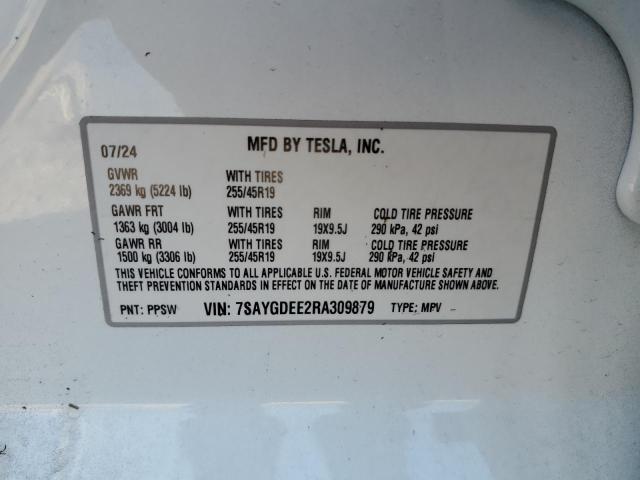 07/24 MFD BY TESLA, INC.
GVWR WITH TIRES
2369 kg (5224 lb) 255/45R19
GAWR FRT WITH TIRES RIM COLD TIRE PRESSURE
1363 kg (3004 lb) 255/45R19 19X9.5J 290 kPa, 42 psi
GAWR RR WITH TIRES RIM COLD TIRE PRESSURE
1500 kg (3306 lb) 255/45R19 19X9.5J 290 kPa, 42 psi
THIS VEHICLE CONFORMS TO ALL APPLICABLE U.S. FEDERAL MOTOR VEHICLE SAFETY AND
THEFT PREVENTION STANDARDS IN EFFECT ON THE DATE OF MANUFACTURE SHOWN ABOVE.
PNT: PPSW VIN: 7SAYGDEE2RA309879 TYPE: MPV